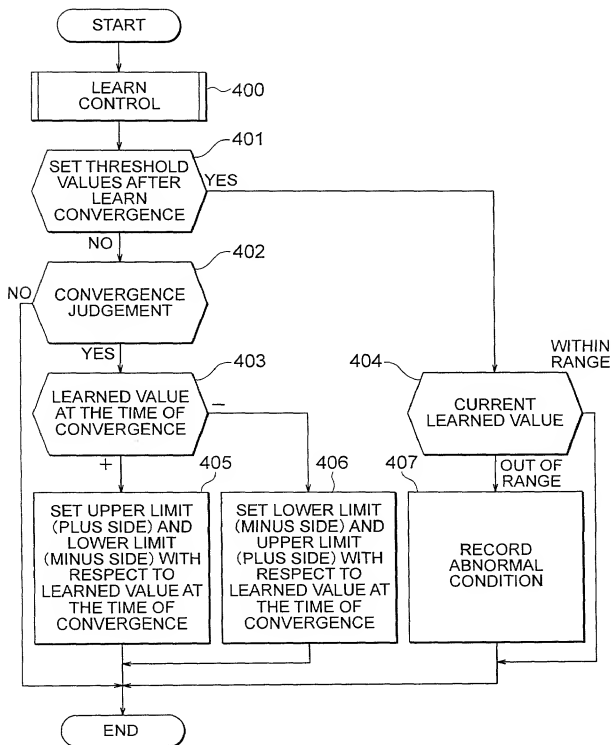 START
LEARN
CONTROL
400
401
SET THRESHOLD
VALUES AFTER
LEARN
CONVERGENCE
YES
NO
402
NO
CONVERGENCE
JUDGEMENT
YES
403
LEARNED VALUE
AT THE TIME OF
CONVERGENCE
−
+
404
WITHIN
RANGE
CURRENT
LEARNED VALUE
OUT OF
RANGE
405
SET UPPER LIMIT
(PLUS SIDE) AND
LOWER LIMIT
(MINUS SIDE) WITH
RESPECT TO
LEARNED VALUE AT
THE TIME OF
CONVERGENCE
406
SET LOWER LIMIT
(MINUS SIDE) AND
UPPER LIMIT
(PLUS SIDE) WITH
RESPECT TO
LEARNED VALUE AT
THE TIME OF
CONVERGENCE
407
RECORD
ABNORMAL
CONDITION
END